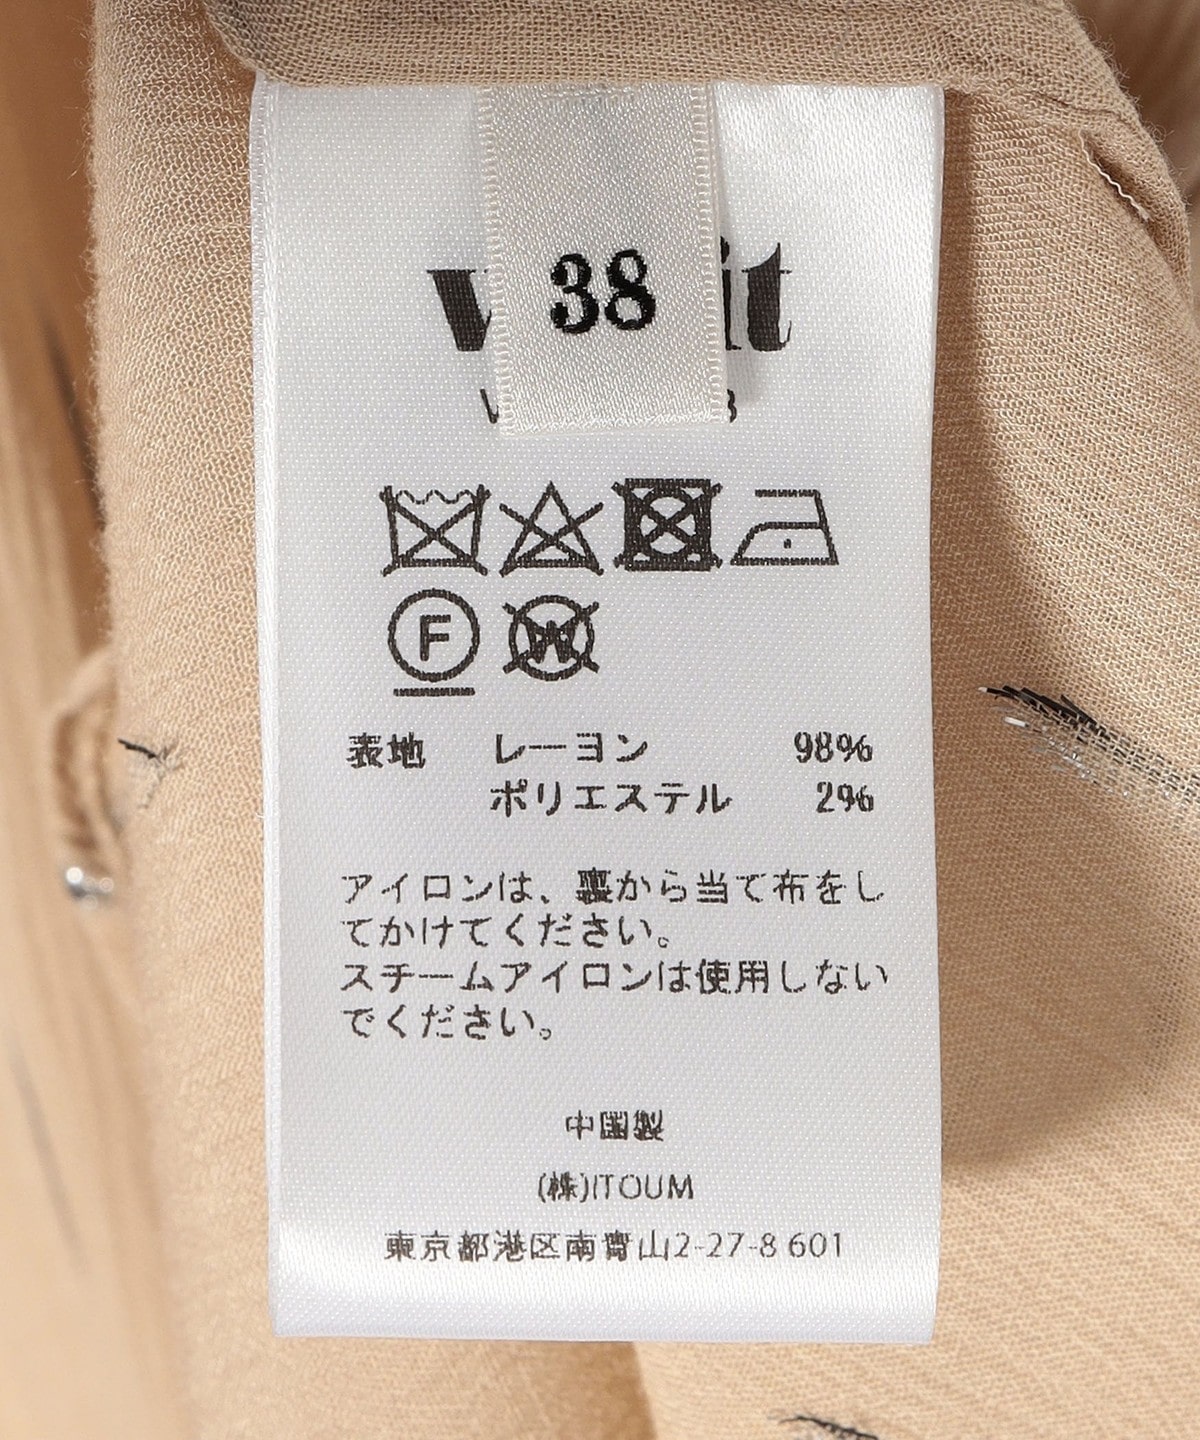 38
F
W
表地 レーヨン 98%
ポリエステル 2%
アイロンは、裏から当て布をし
てかけてください。
スチームアイロンは使用しない
でください。
中国製
(株)ITOUM
東京都港区南青山2-27-8 601